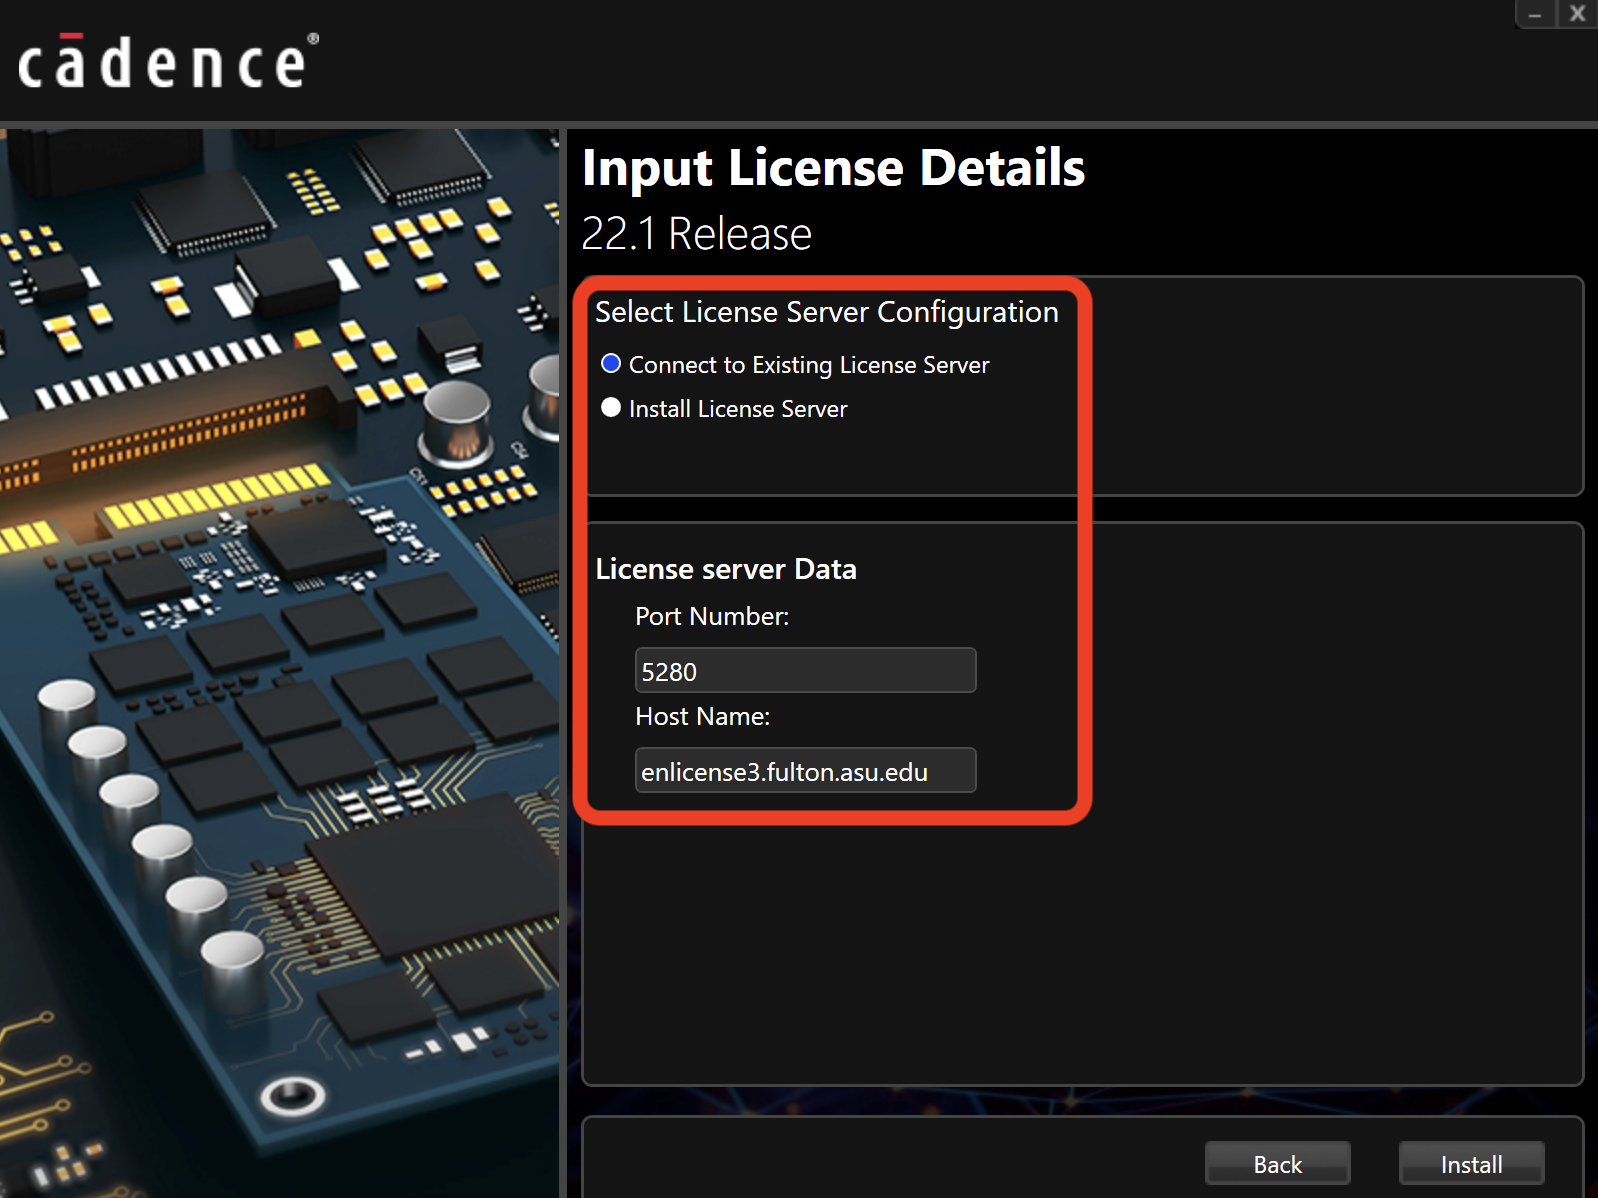 cādence®
– X
Input License Details
22.1 Release
Select License Server Configuration
Connect to Existing License Server
Install License Server
License server Data
Port Number:
5280
Host Name:
enlicense3.fulton.asu.edu
Back
Install